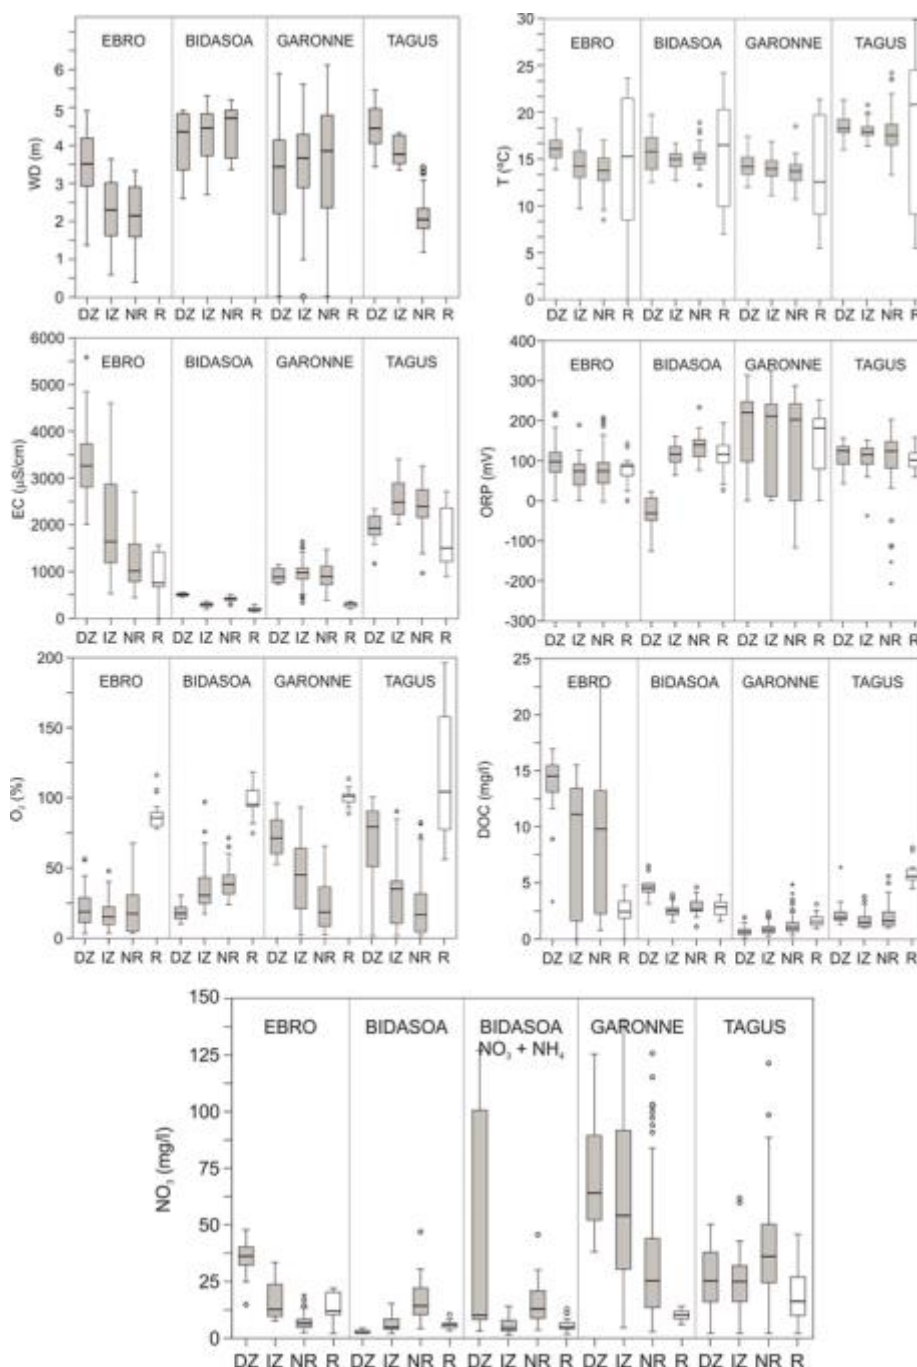 EBRO BIDASOA GARONNE TAGUS
WD (m)
6
5
4
3
2
1
0
DZ IZ NR R DZ IZ NR R DZ IZ NR R DZ IZ NR R
EBRO BIDASOA GARONNE TAGUS
T (ºC)
30
25
20
15
10
5
0
DZ IZ NR R DZ IZ NR R DZ IZ NR R DZ IZ NR R
EBRO BIDASOA GARONNE TAGUS
EC (µS/cm)
6000
5000
4000
3000
2000
1000
0
DZ IZ NR R DZ IZ NR R DZ IZ NR R DZ IZ NR R
EBRO BIDASOA GARONNE TAGUS
ORP (mV)
400
300
200
100
0
-100
-200
-300
DZ IZ NR R DZ IZ NR R DZ IZ NR R DZ IZ NR R
EBRO BIDASOA GARONNE TAGUS
O₂ (%)
200
150
100
50
0
DZ IZ NR R DZ IZ NR R DZ IZ NR R DZ IZ NR R
EBRO BIDASOA GARONNE TAGUS
DOC (mg/l)
25
20
15
10
5
0
DZ IZ NR R DZ IZ NR R DZ IZ NR R DZ IZ NR R
EBRO BIDASOA BIDASOA GARONNE TAGUS
NO₃ + NH₄
NO₃ (mg/l)
150
125
100
75
50
25
0
DZ IZ NR R DZ IZ NR R DZ IZ NR R DZ IZ NR R DZ IZ NR R